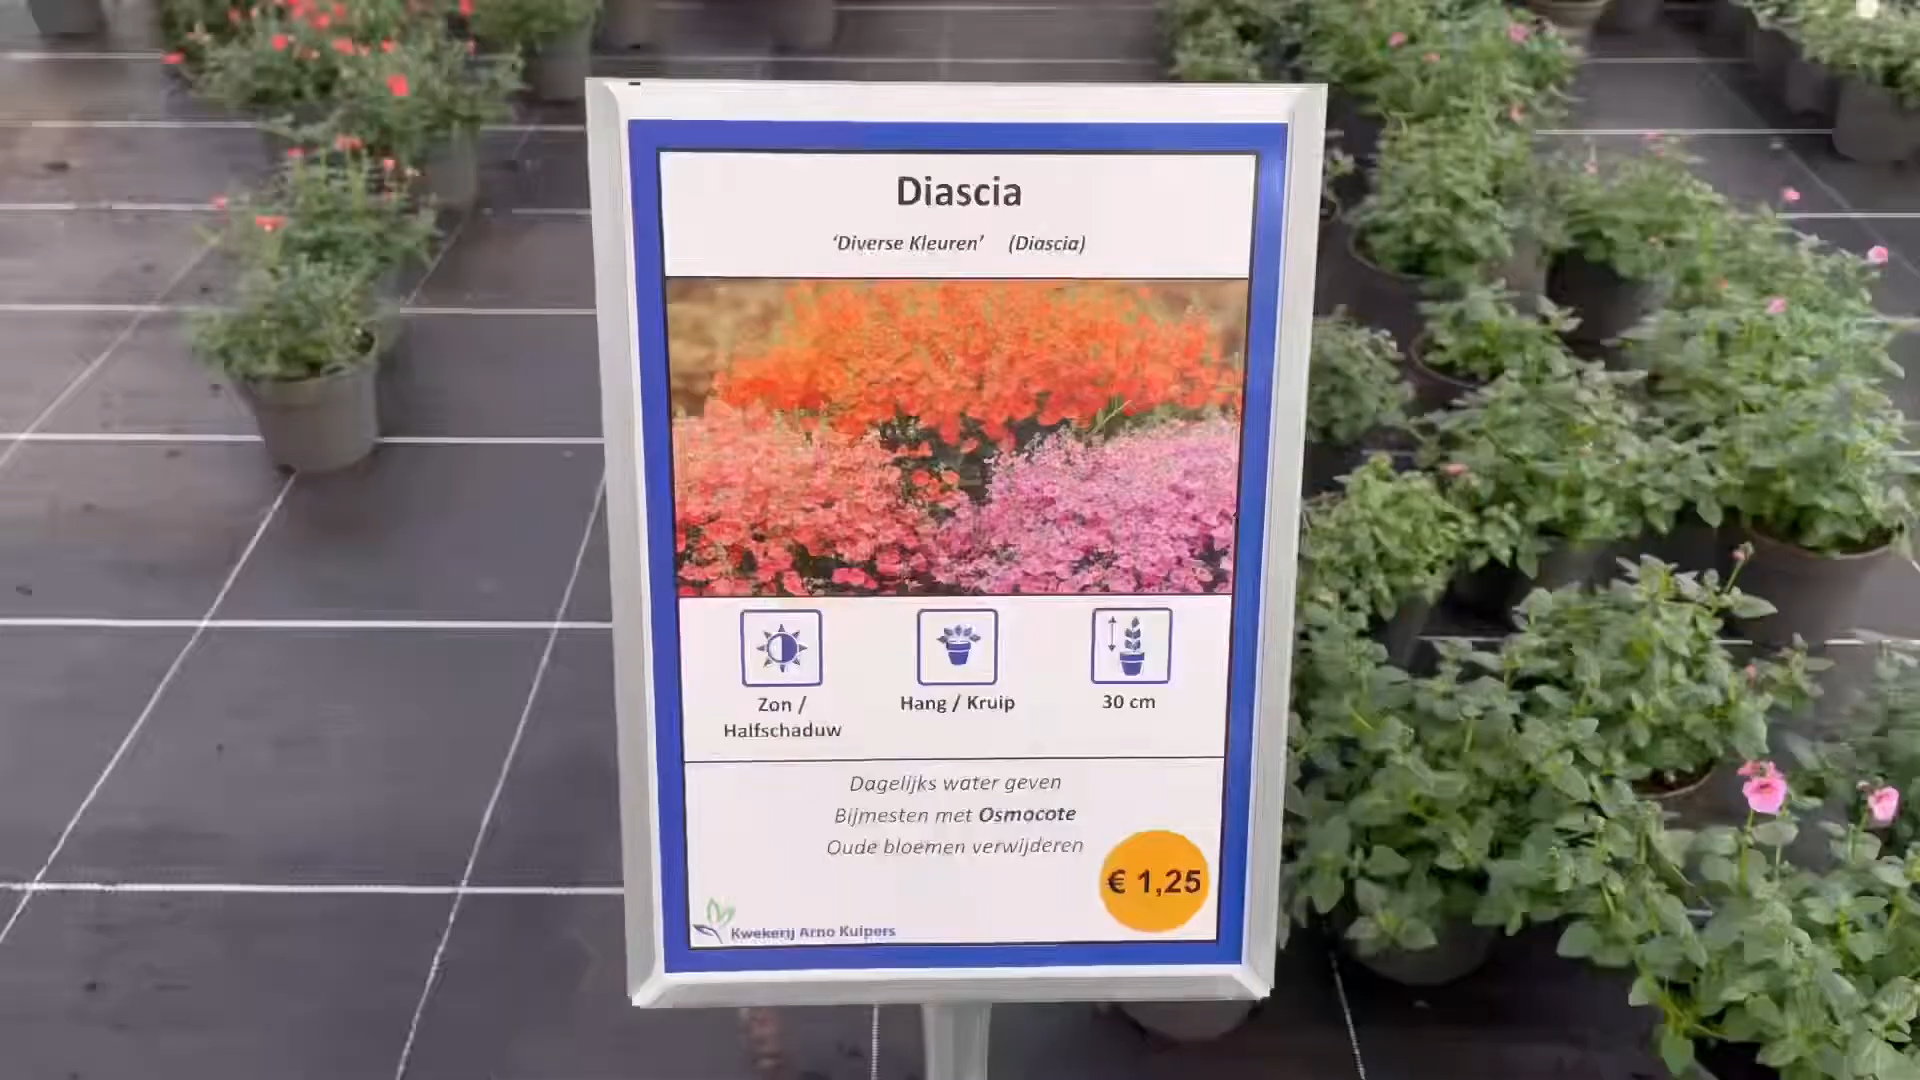 Diascia
‘Diverse Kleuren’ (Diascia)
Zon /
Halfschaduw
Hang / Kruip
30 cm
Dagelijks water geven
Bijmesten met Osmocote
Oude bloemen verwijderen
€ 1,25
Kwekerij Arno Kuipers